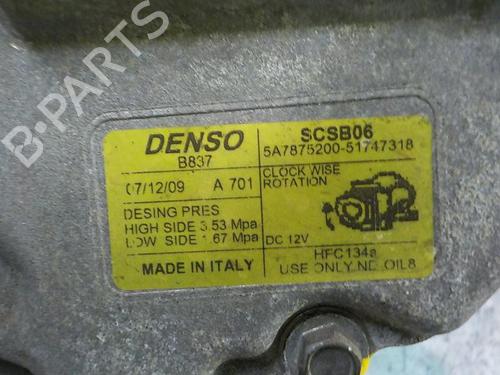 B-PARTS
DENSO
B837
07/12/09 A 701
DESING PRES
HIGH SIDE 3.53 Mpa
LOW SIDE 1.67 Mpa
MADE IN ITALY
SCSB06
5A7875200-51747318
CLOCK WISE
ROTATION
DC 12V
HFC134a
USE ONLY ND OIL8